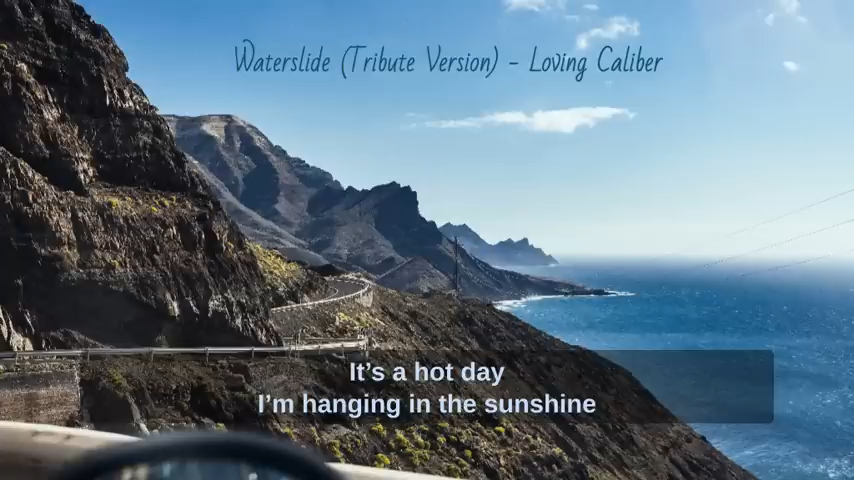 Waterslide (Tribute Version) - Loving Caliber
It’s a hot day
I’m hanging in the sunshine